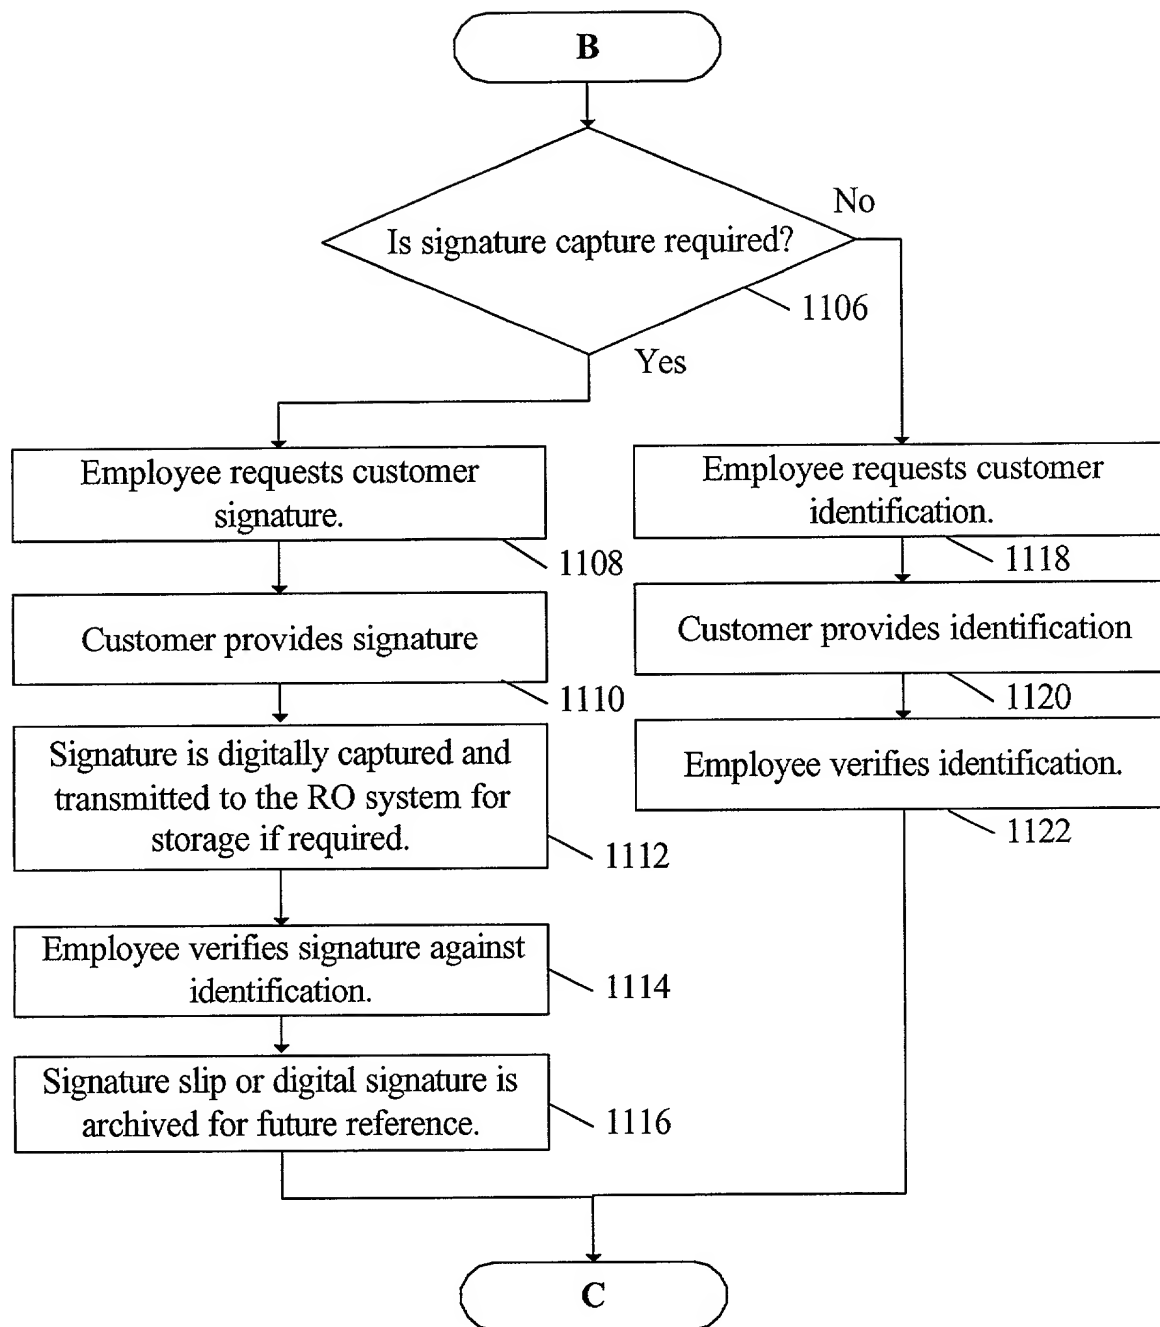 B
Is signature capture required?
No
1106
Yes
Employee requests customer
signature.
1108
Customer provides signature
1110
Signature is digitally captured and
transmitted to the RO system for
storage if required.
1112
Employee verifies signature against
identification.
1114
Signature slip or digital signature is
archived for future reference.
1116
Employee requests customer
identification.
1118
Customer provides identification
1120
Employee verifies identification.
1122
C